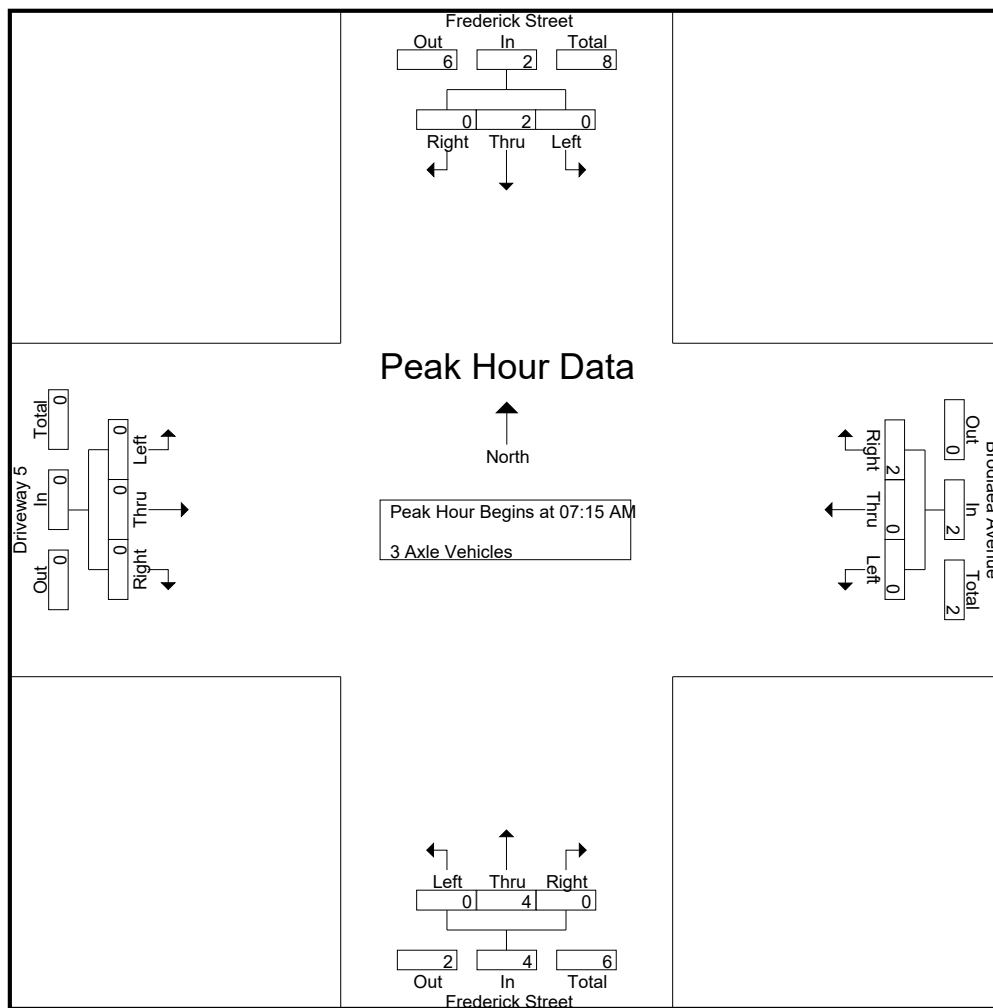 Frederick Street
Out In Total
6 2 8
0 2 0
Right Thru Left
Peak Hour Data
North
Peak Hour Begins at 07:15 AM
3 Axle Vehicles
Driveway 5
Out In Total
0 0 0
Right Thru Left
0 0 0
Brodiaea Avenue
Out In Total
0 2 2
Right Thru Left
2 0 0
Left Thru Right
0 4 0
2 4 6
Out In Total
Frederick Street